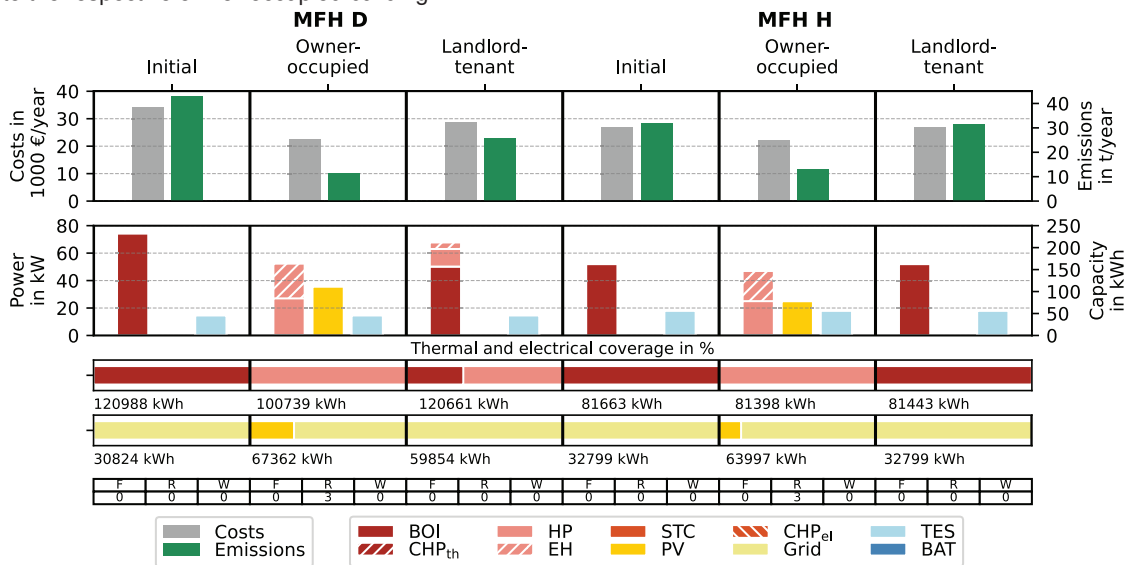 MFH D MFH H
Initial Owner-occupied Landlord-tenant Initial Owner-occupied Landlord-tenant
Costs in
1000 €/year
40
30
20
10
0
Emissions
in t/year
40
30
20
10
0
Power
in kW
80
60
40
20
0
Capacity
in kWh
250
200
150
100
50
0
Thermal and electrical coverage in %
120988 kWh 100739 kWh 120661 kWh 81663 kWh 81398 kWh 81443 kWh
30824 kWh 67362 kWh 59854 kWh 32799 kWh 63997 kWh 32799 kWh
F R W F R W F R W F R W F R W F R W
0 0 0 0 3 0 0 0 0 0 0 0 0 3 0 0 0 0
Costs BOI HP STC CHPel TES
Emissions CHPth EH PV Grid BAT